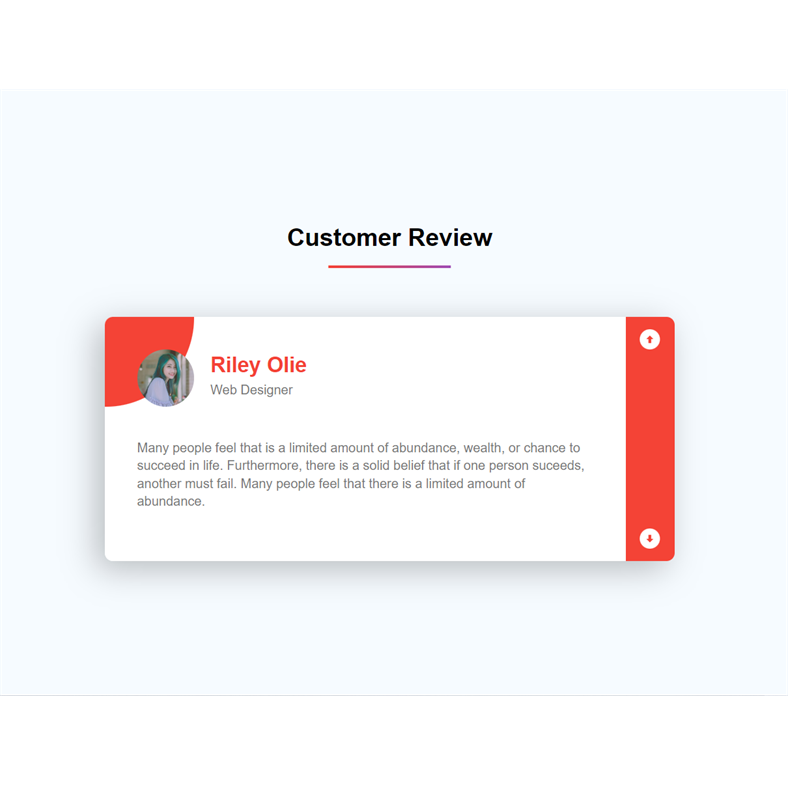 Customer Review
Riley Olie
Web Designer
Many people feel that is a limited amount of abundance, wealth, or chance to
succeed in life. Furthermore, there is a solid belief that if one person suceeds,
another must fail. Many people feel that there is a limited amount of
abundance.